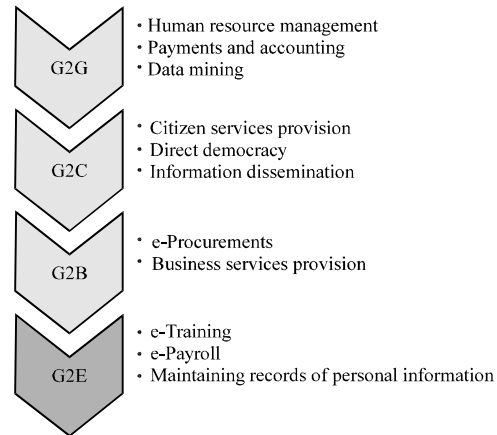 G2G
• Human resource management
• Payments and accounting
• Data mining
G2C
• Citizen services provision
• Direct democracy
• Information dissemination
G2B
• e-Procurements
• Business services provision
G2E
• e-Training
• e-Payroll
• Maintaining records of personal information